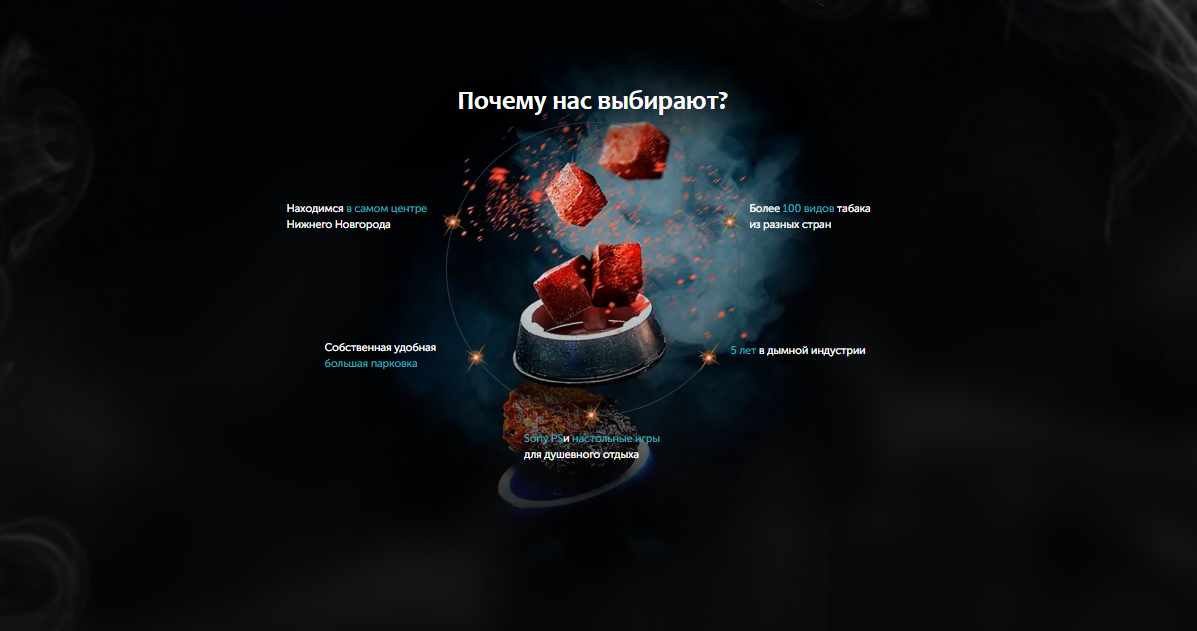 Почему нас выбирают?
Находимся в самом центре
Нижнего Новгорода
Более 100 видов табака
из разных стран
Собственная удобная
большая парковка
5 лет в дымной индустрии
Sony PSи настольные игры
для душевного отдыха